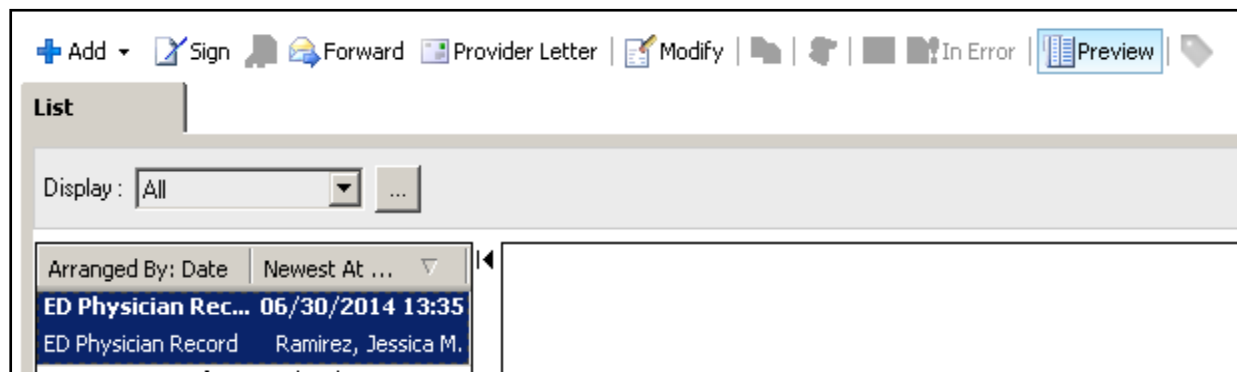 Add Sign Forward Provider Letter Modify In Error Preview
List
Display : All ...
Arranged By: Date Newest At ...
ED Physician Rec... 06/30/2014 13:35
ED Physician Record Ramirez, Jessica M.